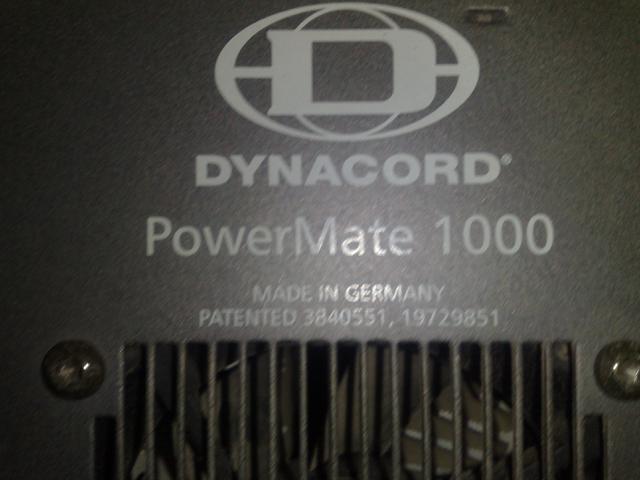 D
DYNACORD®
PowerMate 1000
MADE IN GERMANY
PATENTED 3840551, 19729851